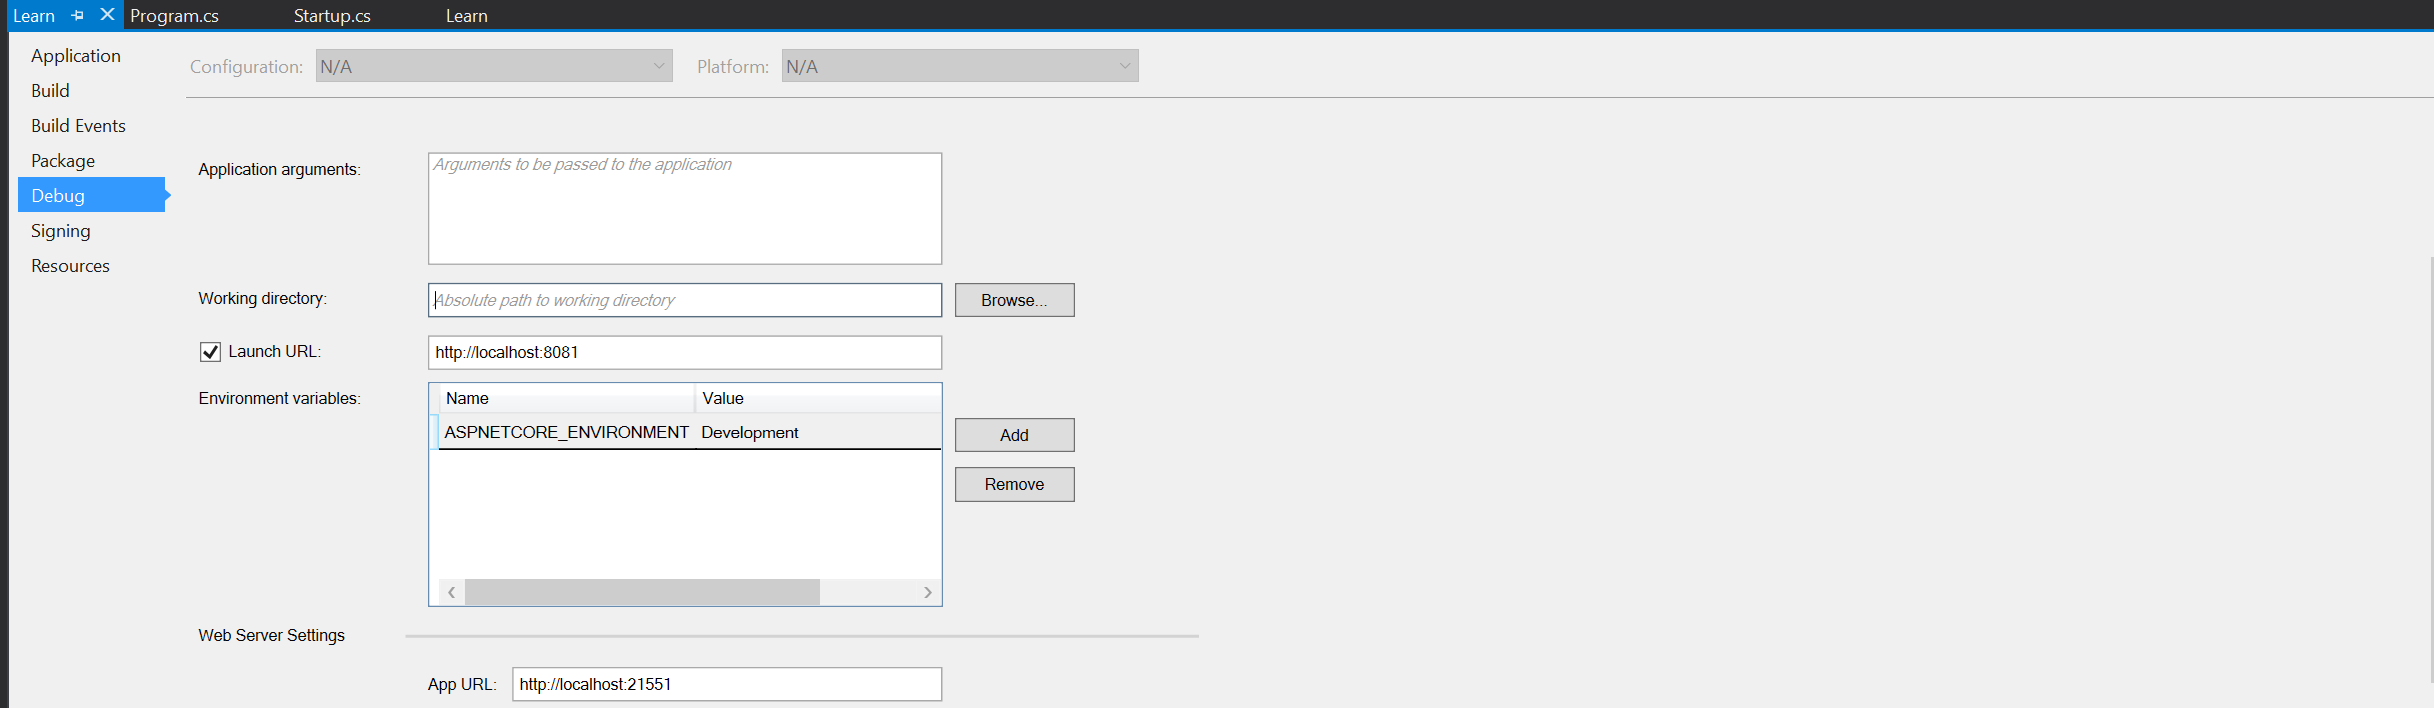 Learn Program.cs Startup.cs Learn
Application
Build
Build Events
Package
Debug
Signing
Resources
Configuration: N/A Platform: N/A
Application arguments: Arguments to be passed to the application
Working directory: Absolute path to working directory Browse...
Launch URL: http://localhost:8081
Environment variables: Name Value
ASPNETCORE_ENVIRONMENT Development
Add
Remove
Web Server Settings
App URL: http://localhost:21551